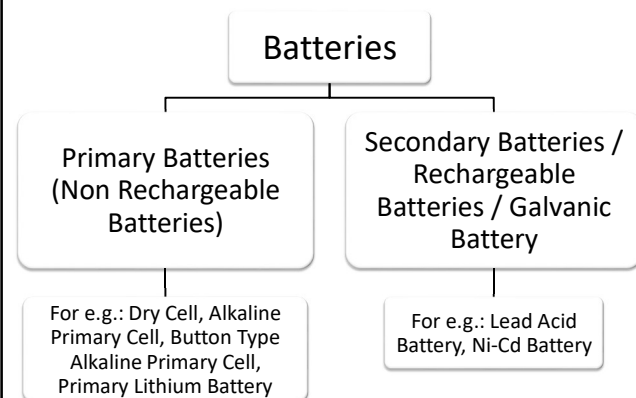 Batteries
Primary Batteries
(Non Rechargeable
Batteries)
Secondary Batteries /
Rechargeable
Batteries / Galvanic
Battery
For e.g.: Dry Cell, Alkaline
Primary Cell, Button Type
Alkaline Primary Cell,
Primary Lithium Battery
For e.g.: Lead Acid
Battery, Ni-Cd Battery